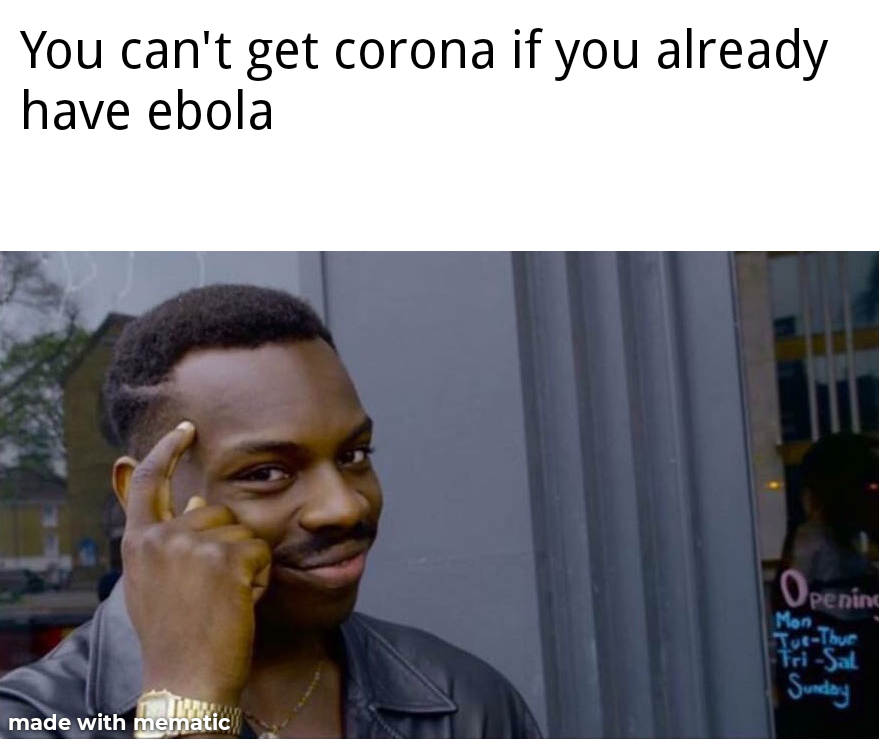 You can't get corona if you already
have ebola
Opening
Mon
Tue-Thur
Fri -Sat
Sunday
made with mematic